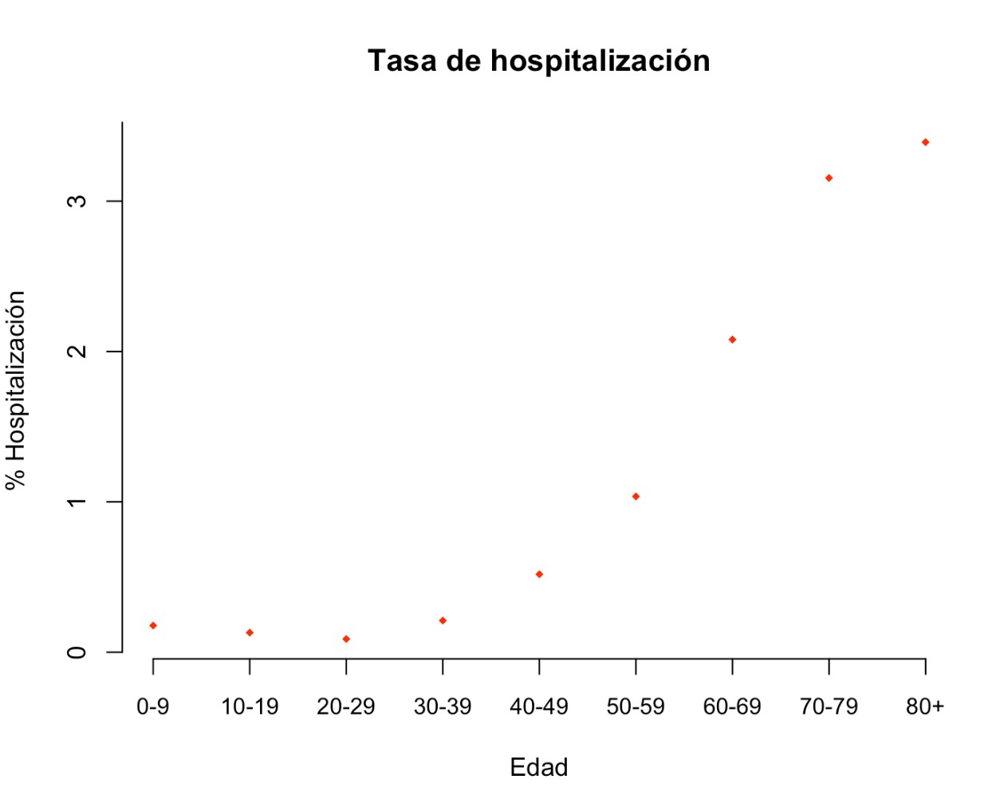 Tasa de hospitalización
% Hospitalización
3
2
1
0
0-9 10-19 20-29 30-39 40-49 50-59 60-69 70-79 80+
Edad